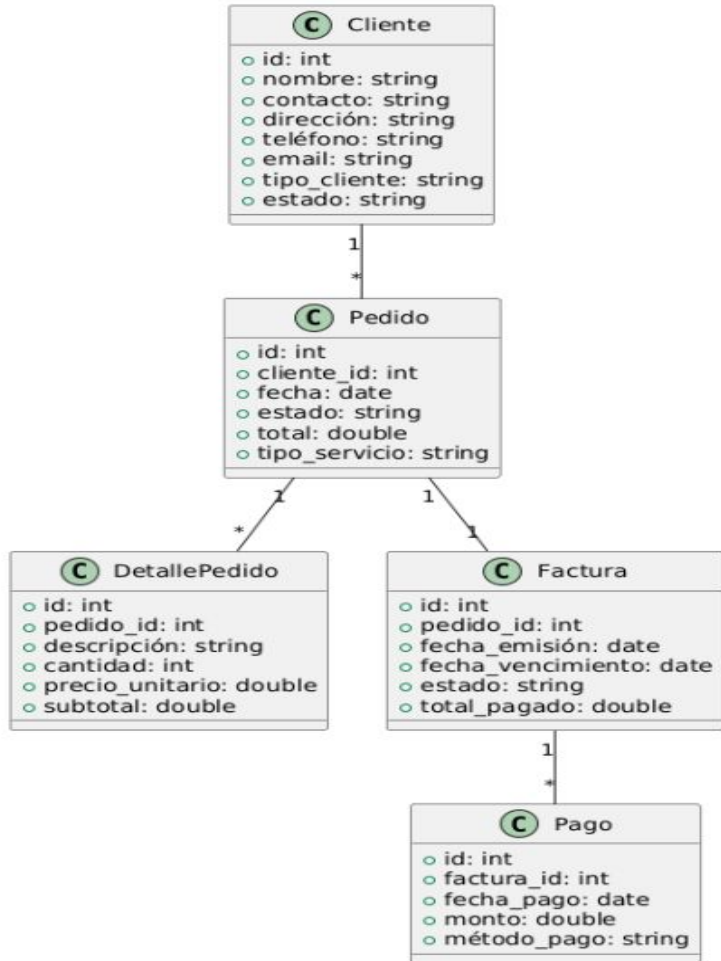 C Cliente
id: int
nombre: string
contacto: string
dirección: string
teléfono: string
email: string
tipo_cliente: string
estado: string
1
*
C Pedido
id: int
cliente_id: int
fecha: date
estado: string
total: double
tipo_servicio: string
1 1
* 1
C DetallePedido
id: int
pedido_id: int
descripción: string
cantidad: int
precio_unitario: double
subtotal: double
C Factura
id: int
pedido_id: int
fecha_emisión: date
fecha_vencimiento: date
estado: string
total_pagado: double
1
*
C Pago
id: int
factura_id: int
fecha_pago: date
monto: double
método_pago: string